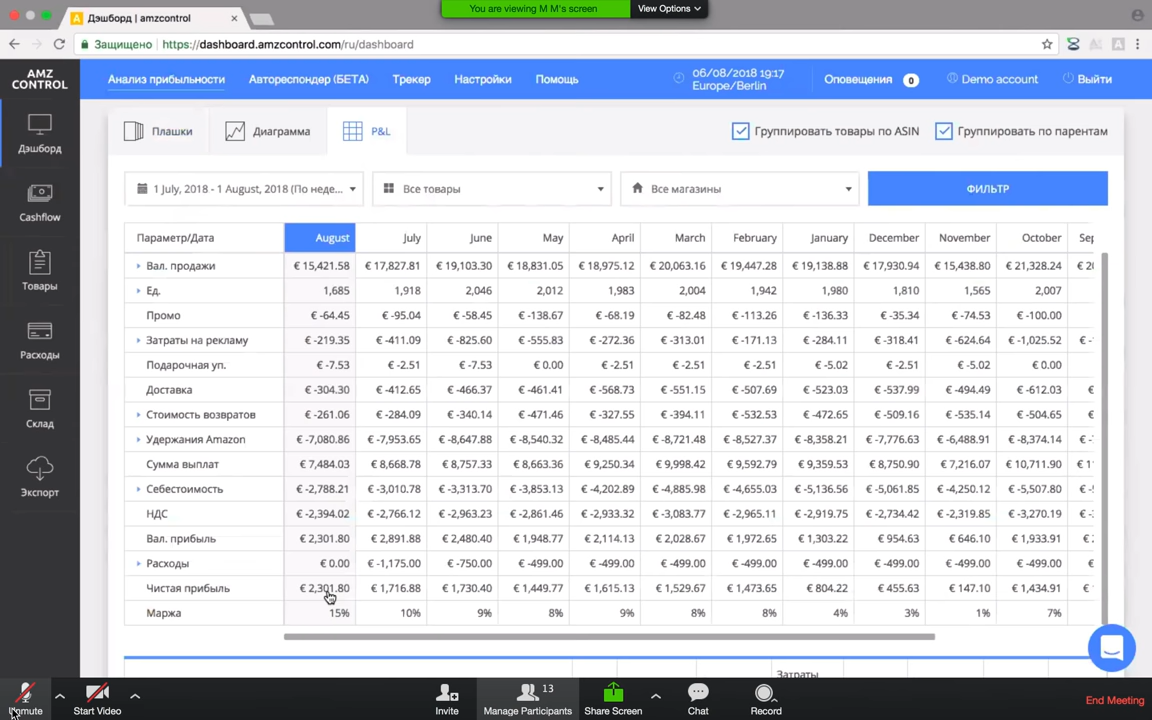 You are viewing M M's screen View Options
Дэшборд | amzcontrol
Защищено https://dashboard.amzcontrol.com/ru/dashboard
AMZ CONTROL
Анализ прибыльности Автореспондер (БЕТА) Трекер Настройки Помощь 06/08/2018 19:17 Europe/Berlin Оповещения 0 Demo account Выйти
Дэшборд
Cashflow
Товары
Расходы
Склад
Экспорт
Плашки Диаграмма P&L Группировать товары по ASIN Группировать по парентам
1 July, 2018 - 1 August, 2018 (По неде... Все товары Все магазины ФИЛЬТР
Параметр/Дата August July June May April March February January December November October Sep
Вал. продажи € 15,421.58 € 17,827.81 € 19,103.30 € 18,831.05 € 18,975.12 € 20,063.16 € 19,447.28 € 19,138.88 € 17,930.94 € 15,438.80 € 21,328.24 € 20
Ед. 1,685 1,918 2,046 2,012 1,983 2,004 1,942 1,980 1,810 1,565 2,007
Промо € -64.45 € -95.04 € -58.45 € -138.67 € -68.19 € -82.48 € -113.26 € -136.33 € -35.34 € -74.53 € -100.00
Затраты на рекламу € -219.35 € -411.09 € -825.60 € -555.83 € -272.36 € -313.01 € -171.13 € -284.11 € -318.41 € -624.64 € -1,025.52 € -
Подарочная уп. € -7.53 € -2.51 € -7.53 € 0.00 € -2.51 € -2.51 € -2.51 € -5.02 € -2.51 € -5.02 € 0.00
Доставка € -304.30 € -412.65 € -466.37 € -461.41 € -568.73 € -551.15 € -507.69 € -523.03 € -537.99 € -494.49 € -612.03 €
Стоимость возвратов € -261.06 € -284.09 € -340.14 € -471.46 € -327.55 € -394.11 € -532.53 € -472.65 € -509.16 € -535.14 € -504.65 €
Удержания Amazon € -7,080.86 € -7,953.65 € -8,647.88 € -8,540.32 € -8,485.44 € -8,721.48 € -8,527.37 € -8,358.21 € -7,776.63 € -6,488.91 € -8,374.14 €
Сумма выплат € 7,484.03 € 8,668.78 € 8,757.33 € 8,663.36 € 9,250.34 € 9,998.42 € 9,592.79 € 9,359.53 € 8,750.90 € 7,216.07 € 10,711.90 € 1
Себестоимость € -2,788.21 € -3,010.78 € -3,313.70 € -3,853.13 € -4,202.89 € -4,885.98 € -4,655.03 € -5,136.56 € -5,061.85 € -4,250.12 € -5,507.80 €
НДС € -2,394.02 € -2,766.12 € -2,963.23 € -2,861.46 € -2,933.32 € -3,083.77 € -2,965.11 € -2,919.75 € -2,734.42 € -2,319.85 € -3,270.19 €
Вал. прибыль € 2,301.80 € 2,891.88 € 2,480.40 € 1,948.77 € 2,114.13 € 2,028.67 € 1,972.65 € 1,303.22 € 954.63 € 646.10 € 1,933.91 €
Расходы € 0.00 € -1,175.00 € -750.00 € -499.00 € -499.00 € -499.00 € -499.00 € -499.00 € -499.00 € -499.00 € -499.00 €
Чистая прибыль € 2,301.80 € 1,716.88 € 1,730.40 € 1,449.77 € 1,615.13 € 1,529.67 € 1,473.65 € 804.22 € 455.63 € 147.10 € 1,434.91 €
Маржа 15% 10% 9% 8% 9% 8% 8% 4% 3% 1% 7%
Затраты
Unmute Start Video Invite 13 Manage Participants Share Screen Chat Record End Meeting